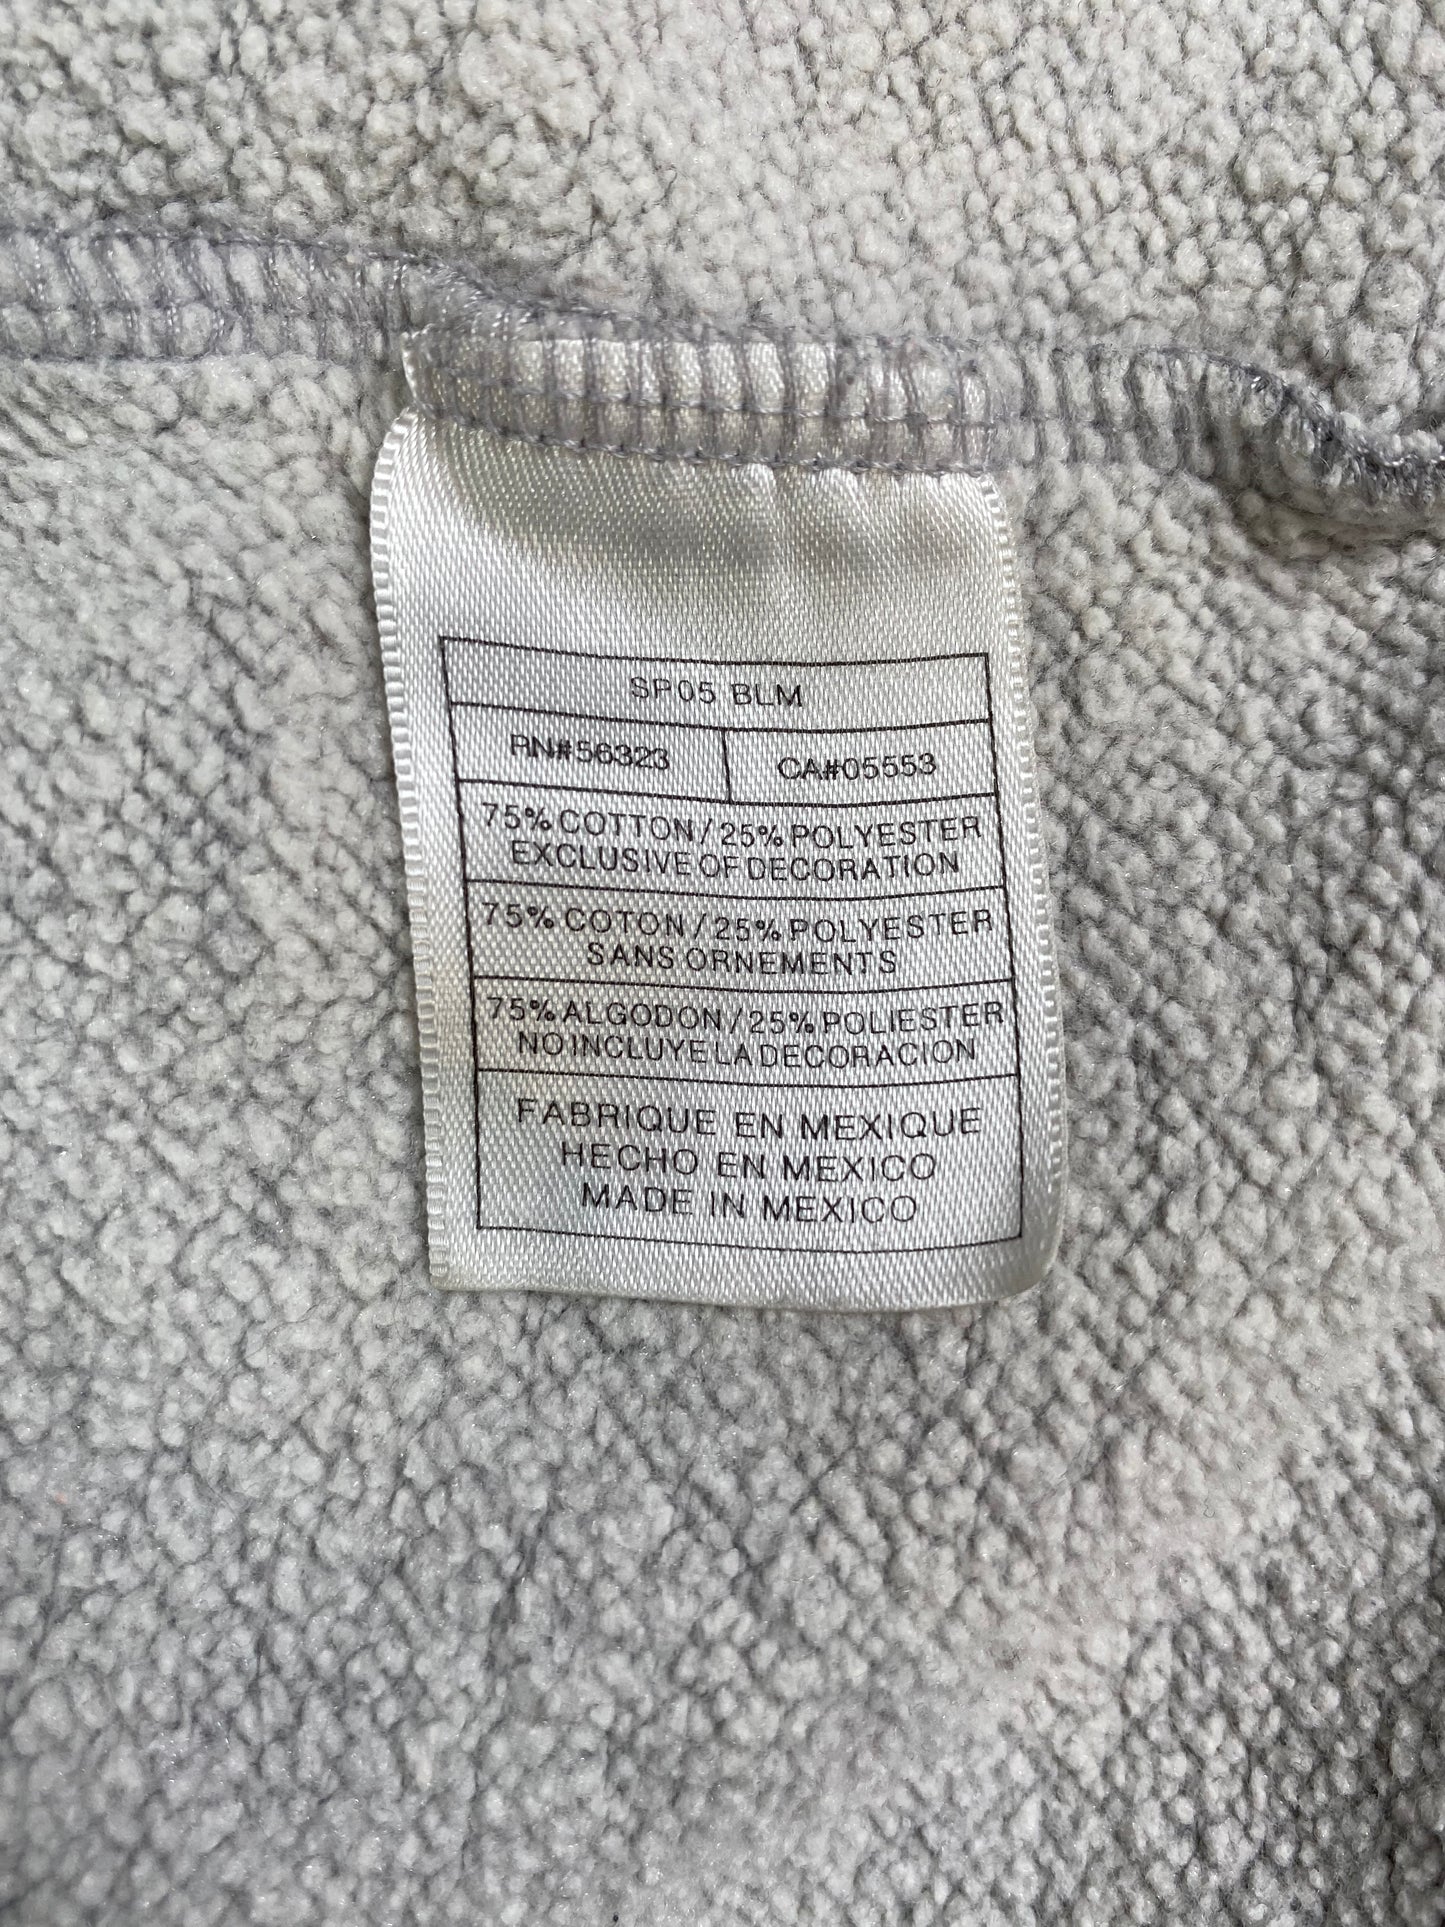 SP05 BLM
RN#56323 CA#05553
75% COTTON / 25% POLYESTER
EXCLUSIVE OF DECORATION
75% COTON / 25% POLYESTER
SANS ORNEMENTS
75% ALGODON / 25% POLIESTER
NO INCLUYE LA DECORACION
FABRIQUE EN MEXIQUE
HECHO EN MEXICO
MADE IN MEXICO